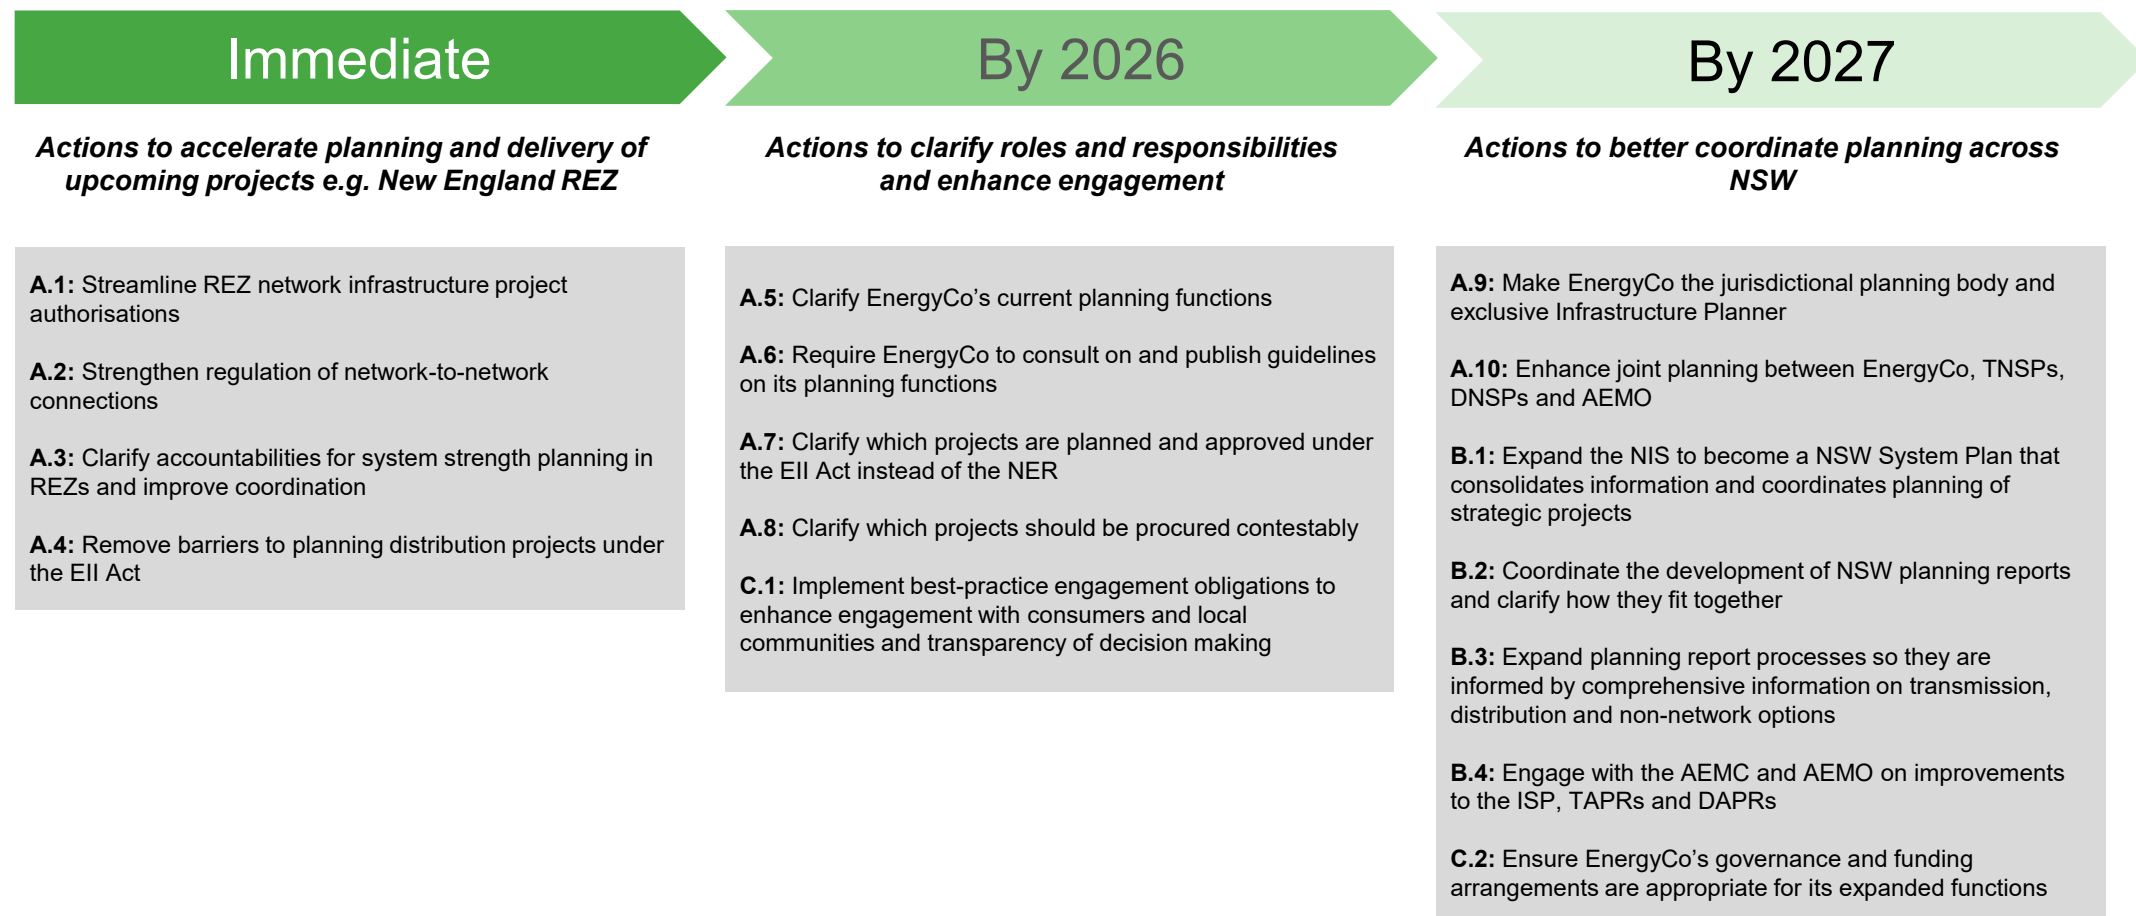 Immediate
By 2026
By 2027
Actions to accelerate planning and delivery of
upcoming projects e.g. New England REZ
Actions to clarify roles and responsibilities
and enhance engagement
Actions to better coordinate planning across
NSW
A.1: Streamline REZ network infrastructure project
authorisations
A.2: Strengthen regulation of network-to-network
connections
A.3: Clarify accountabilities for system strength planning in
REZs and improve coordination
A.4: Remove barriers to planning distribution projects under
the EII Act
A.5: Clarify EnergyCo’s current planning functions
A.6: Require EnergyCo to consult on and publish guidelines
on its planning functions
A.7: Clarify which projects are planned and approved under
the EII Act instead of the NER
A.8: Clarify which projects should be procured contestably
C.1: Implement best-practice engagement obligations to
enhance engagement with consumers and local
communities and transparency of decision making
A.9: Make EnergyCo the jurisdictional planning body and
exclusive Infrastructure Planner
A.10: Enhance joint planning between EnergyCo, TNSPs,
DNSPs and AEMO
B.1: Expand the NIS to become a NSW System Plan that
consolidates information and coordinates planning of
strategic projects
B.2: Coordinate the development of NSW planning reports
and clarify how they fit together
B.3: Expand planning report processes so they are
informed by comprehensive information on transmission,
distribution and non-network options
B.4: Engage with the AEMC and AEMO on improvements
to the ISP, TAPRs and DAPRs
C.2: Ensure EnergyCo’s governance and funding
arrangements are appropriate for its expanded functions